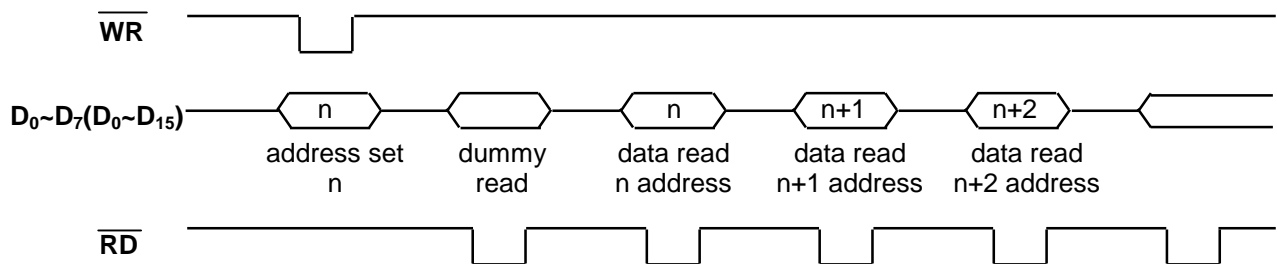 WR
D₀~D₇(D₀~D₁₅) n n n+1 n+2
address set dummy data read data read data read
n read n address n+1 address n+2 address
RD